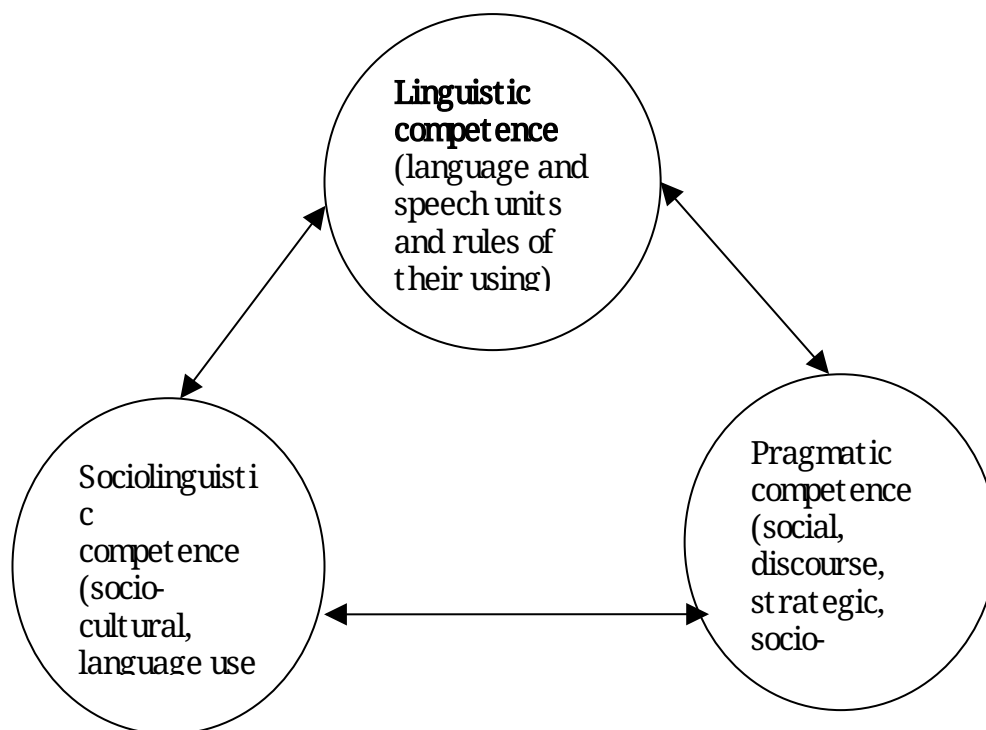 Linguistic
competence
(language and
speech units
and rules of
their using)
Sociolinguisti
c
competence
(socio-
cultural,
language use
Pragmatic
competence
(social,
discourse,
strategic,
socio-